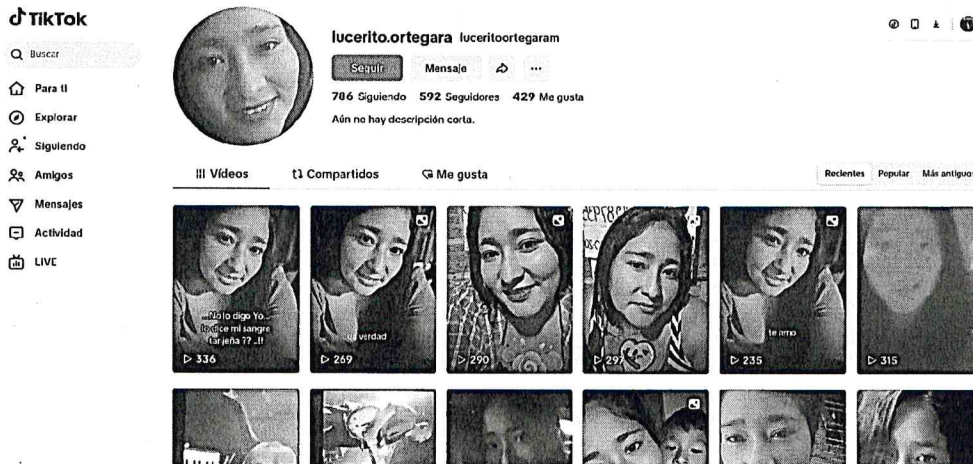 TikTok
Buscar
Para ti
Explorar
Siguiendo
Amigos
Mensajes
Actividad
LIVE
lucerito.ortegara luceritoortegaram
Seguir Mensaje
786 Siguiendo 592 Seguidores 429 Me gusta
Aún no hay descripción corta.
Vídeos Compartidos Me gusta
Recientes Popular Más antiguo
...No lo digo Yo...
lo dice mi sangre
tarijeña ?? ..!!
verdad
te amo
336
269
290
297
235
315